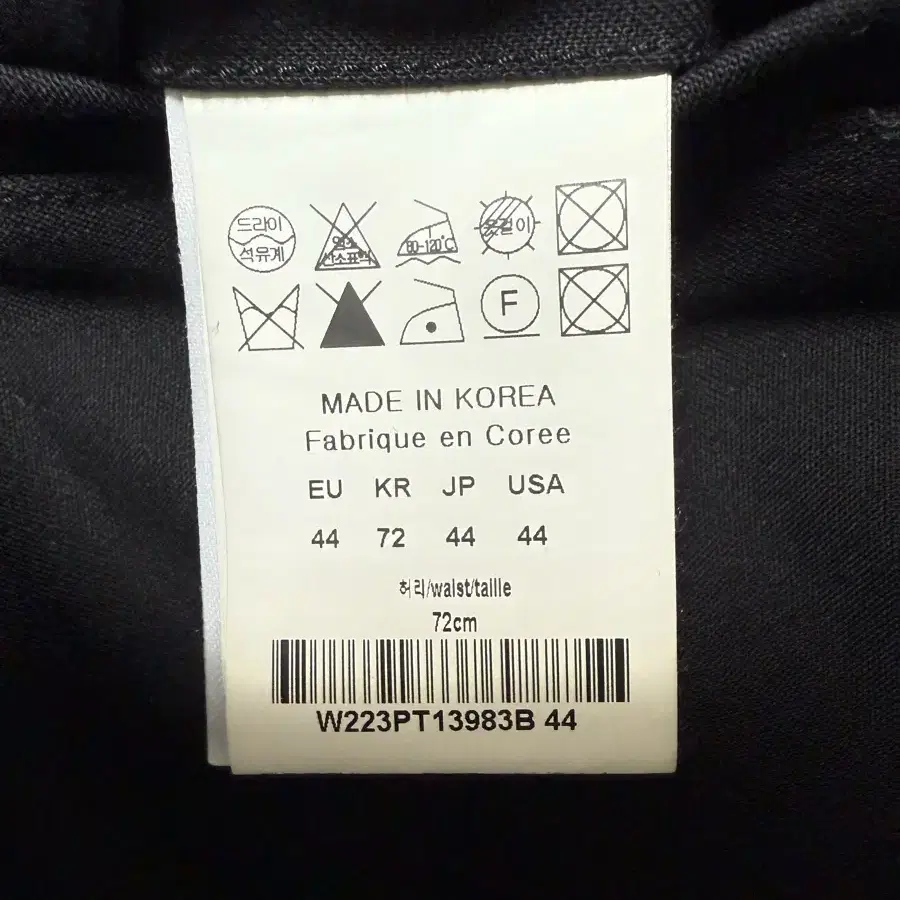 드라이
석유계
염소
산소표백
80~120℃
옷걸이
F
MADE IN KOREA
Fabrique en Coree
EU KR JP USA
44 72 44 44
허리/waist/taille
72cm
W223PT13983B 44